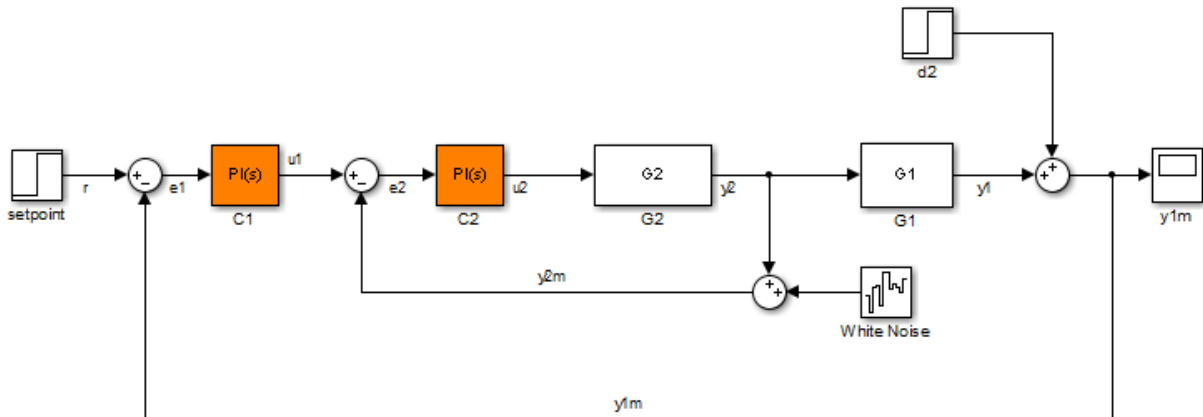 d2
setpoint
r
e1
PI(s)
C1
u1
e2
PI(s)
C2
u2
G2
G2
y2
G1
G1
y1
y1m
y2m
White Noise
y1m